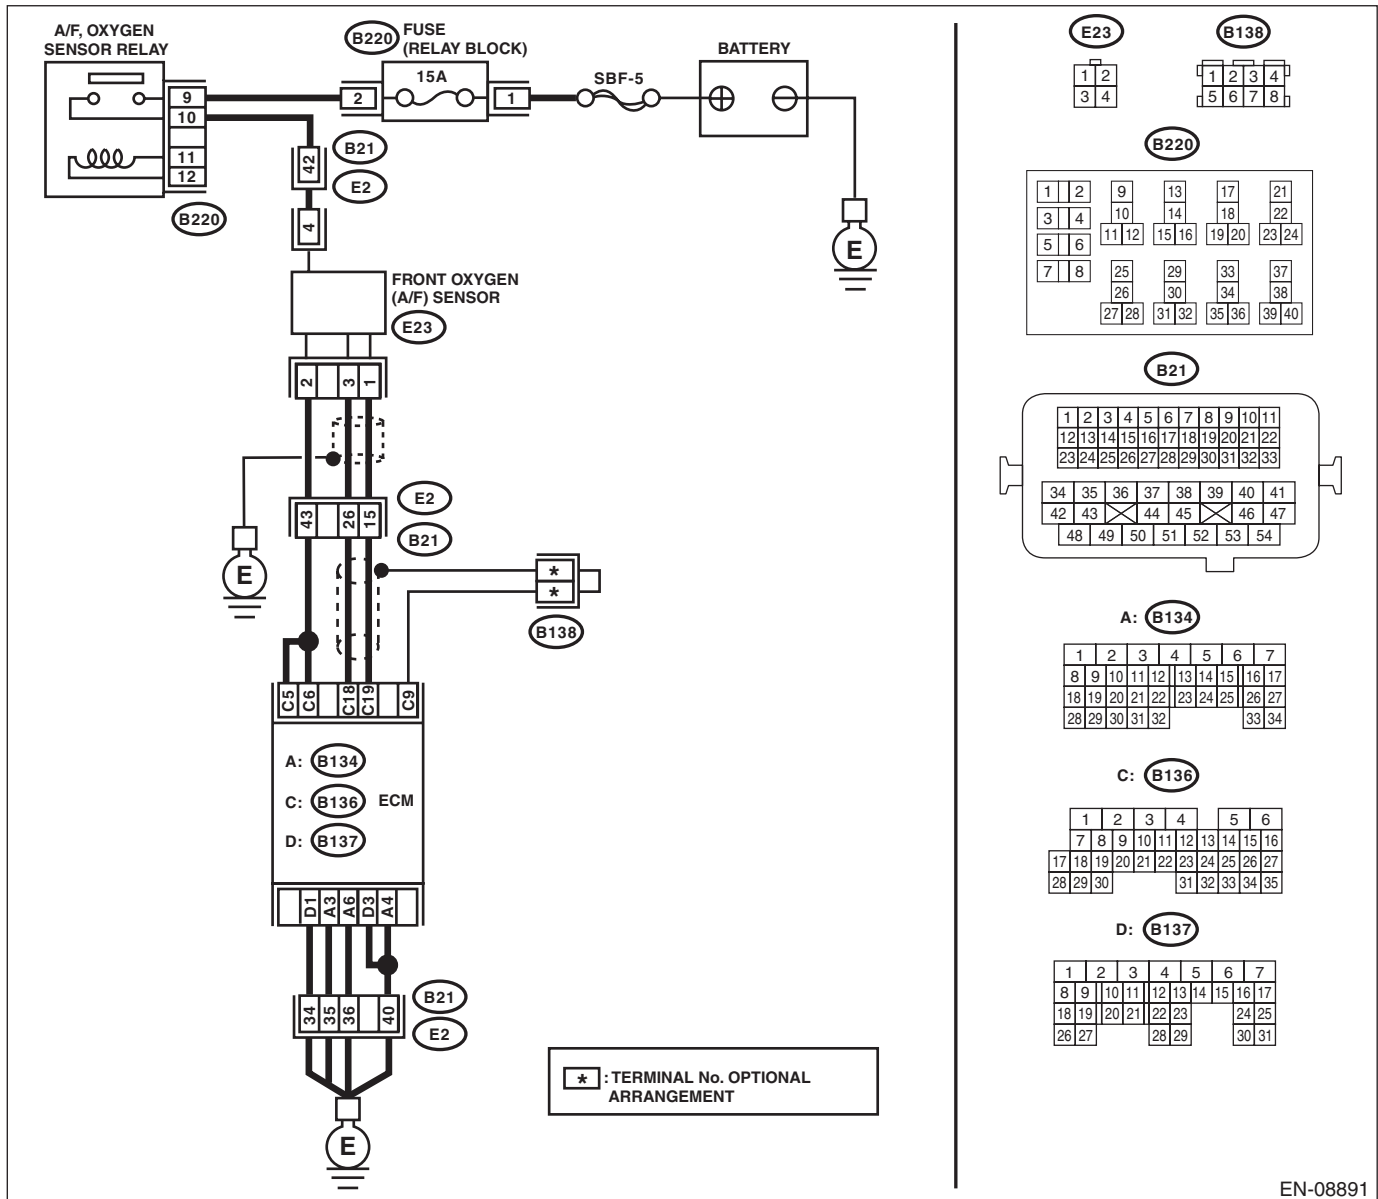 A/F, OXYGEN
SENSOR RELAY
9
10
11
12
B220
B220
FUSE
(RELAY BLOCK)
15A
2
1
SBF-5
BATTERY
E
42
B21
E2
4
FRONT OXYGEN
(A/F) SENSOR
E23
2
3
1
E
43
26
15
E2
B21
*
*
B138
C5
C6
C18
C19
C9
A: B134
C: B136
D: B137
ECM
D1
A3
A6
D3
A4
34
35
36
40
B21
E2
E
* : TERMINAL No. OPTIONAL
ARRANGEMENT
E23
1 2
3 4
B138
1 2 3 4
5 6 7 8
B220
1 2 9 13 17 21
3 4 10 14 18 22
11 12 15 16 19 20 23 24
5 6
7 8 25 29 33 37
26 30 34 38
27 28 31 32 35 36 39 40
B21
1 2 3 4 5 6 7 8 9 10 11
12 13 14 15 16 17 18 19 20 21 22
23 24 25 26 27 28 29 30 31 32 33
34 35 36 37 38 39 40 41
42 43 44 45 46 47
48 49 50 51 52 53 54
A: B134
1 2 3 4 5 6 7
8 9 10 11 12 13 14 15 16 17
18 19 20 21 22 23 24 25 26 27
28 29 30 31 32 33 34
C: B136
1 2 3 4 5 6
7 8 9 10 11 12 13 14 15 16
17 18 19 20 21 22 23 24 25 26 27
28 29 30 31 32 33 34 35
D: B137
1 2 3 4 5 6 7
8 9 10 11 12 13 14 15 16 17
18 19 20 21 22 23 24 25
26 27 28 29 30 31
EN-08891